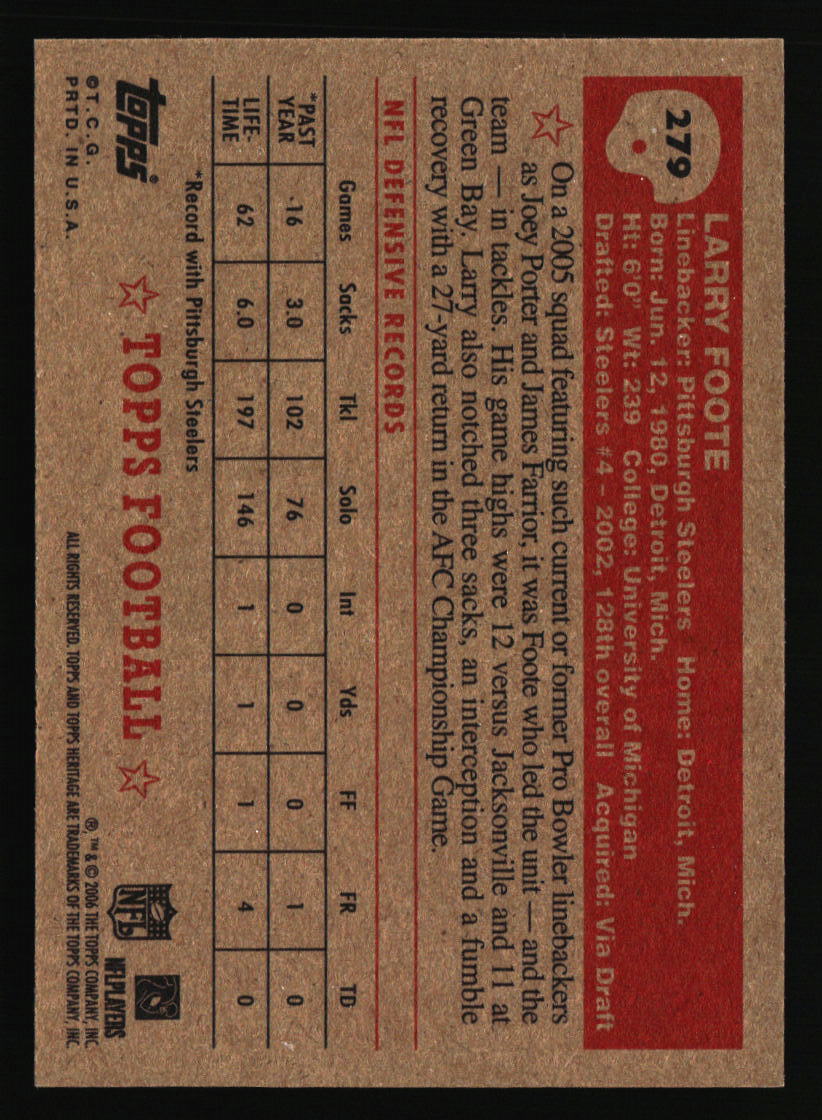 279
LARRY FOOTE
Linebacker: Pittsburgh Steelers Home: Detroit, Mich.
Born: Jun. 12, 1980, Detroit, Mich.
Ht: 6'0" Wt: 239 College: University of Michigan
Drafted: Steelers #4 – 2002, 128th overall Acquired: Via Draft
On a 2005 squad featuring such current or former Pro Bowler linebackers
as Joey Porter and James Farrior, it was Foote who led the unit — and the
team — in tackles. His game highs were 12 versus Jacksonville and 11 at
Green Bay. Larry also notched three sacks, an interception and a fumble
recovery with a 27-yard return in the AFC Championship Game.
NFL DEFENSIVE RECORDS
Games Sacks Tkl Solo Int Yds FF FR TD
*PAST YEAR 16 3.0 102 76 0 0 0 1 0
LIFE-TIME 62 6.0 197 146 1 1 1 4 0
*Record with Pittsburgh Steelers
topps®
TOPPS FOOTBALL
NFL
NFLPLAYERS
©T.C.G.
PRTD. IN U.S.A.
®, ™ & © 2006 THE TOPPS COMPANY, INC.
ALL RIGHTS RESERVED. TOPPS AND TOPPS HERITAGE ARE TRADEMARKS OF THE TOPPS COMPANY, INC.